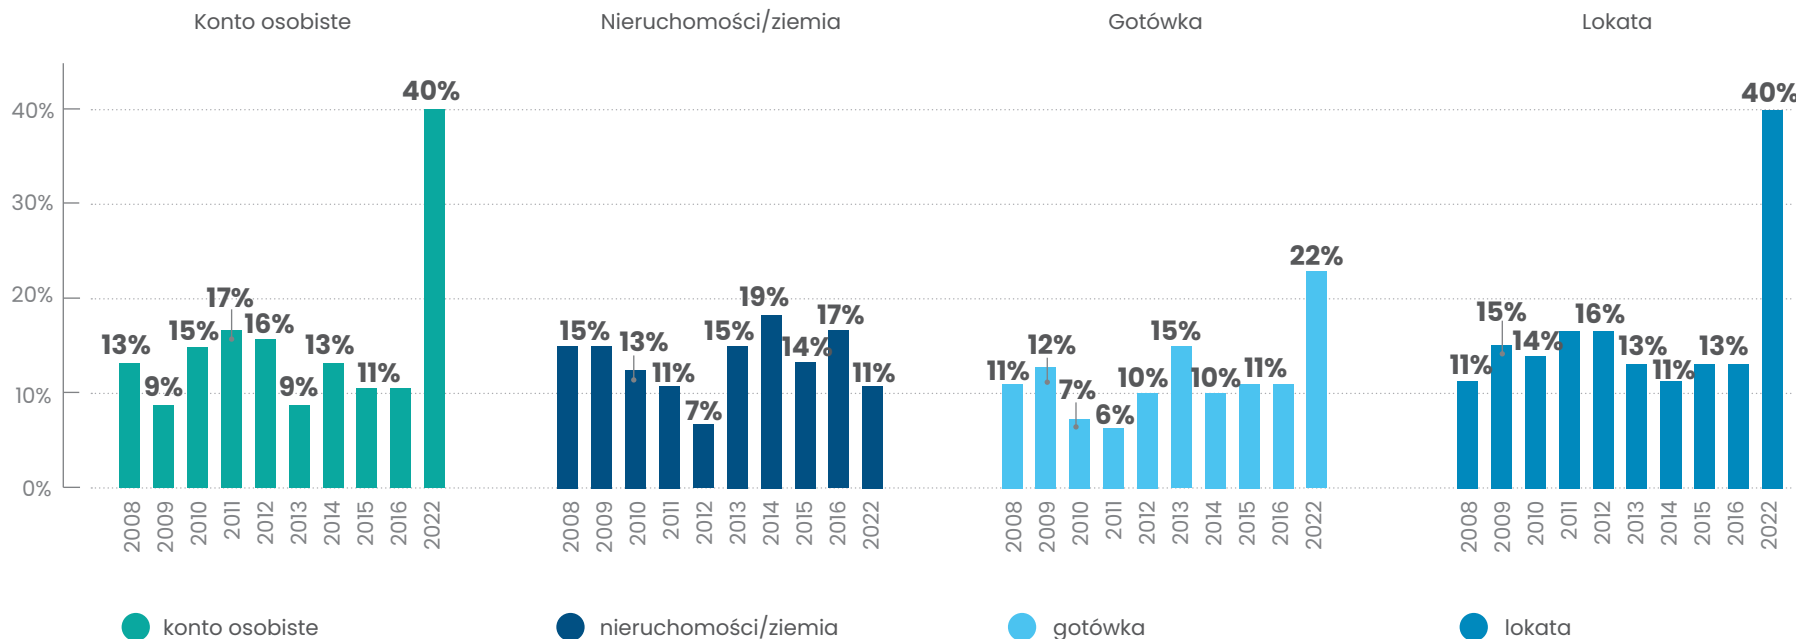 Konto osobiste Nieruchomości/ziemia Gotówka Lokata
40% 30% 20% 10% 0%
13% 9% 15% 17% 16% 9% 13% 11% 40%
2008 2009 2010 2011 2012 2013 2014 2015 2016 2022
15% 13% 11% 7% 15% 19% 14% 17% 11%
2008 2009 2010 2011 2012 2013 2014 2015 2016 2022
11% 12% 7% 6% 10% 15% 10% 11% 22%
2008 2009 2010 2011 2012 2013 2014 2015 2016 2022
11% 15% 14% 16% 13% 11% 13% 40%
2008 2009 2010 2011 2012 2013 2014 2015 2016 2022
konto osobiste nieruchomości/ziemia gotówka lokata